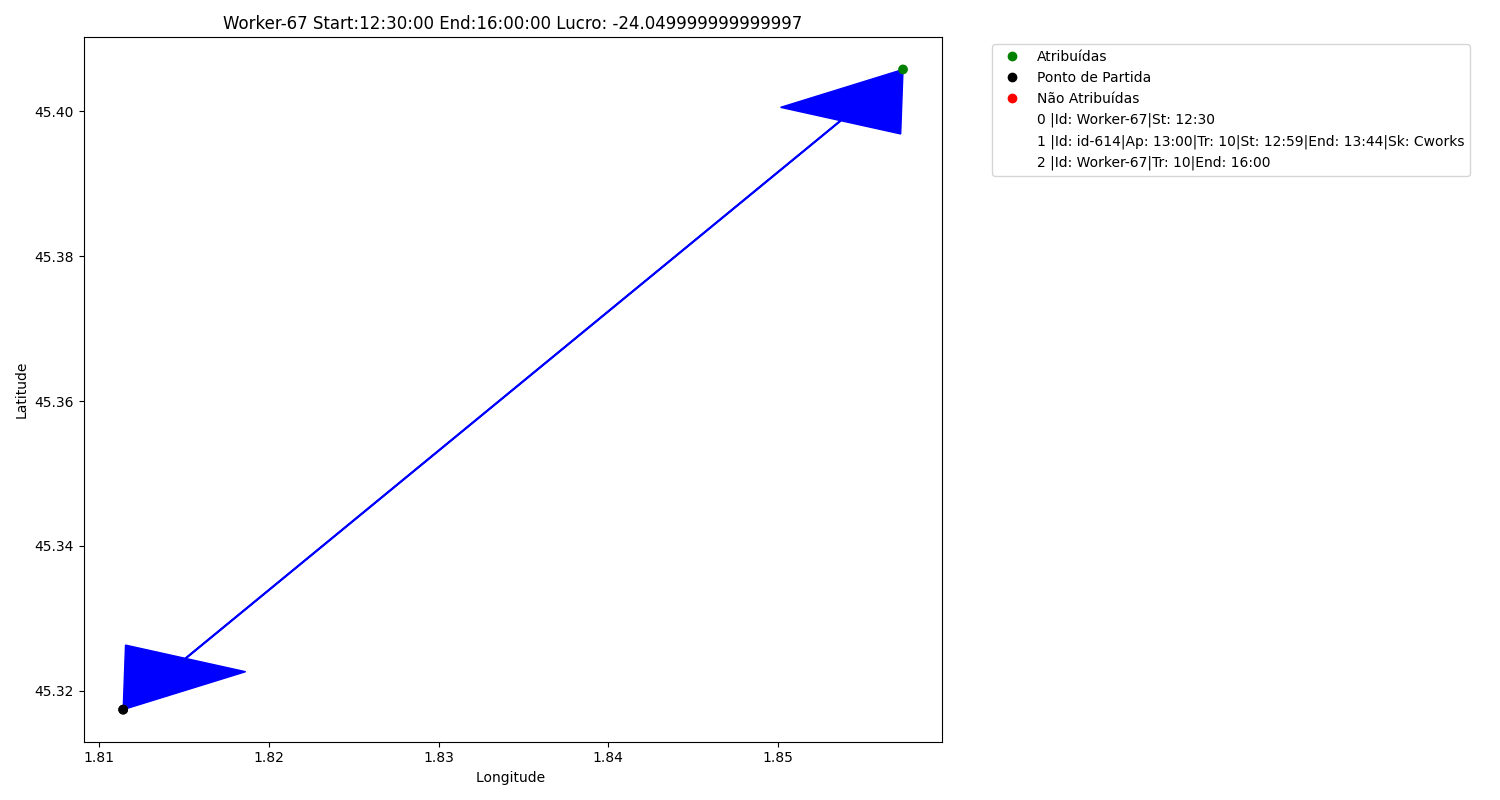 Worker-67 Start:12:30:00 End:16:00:00 Lucro: -24.049999999999997
Atribuídas
Ponto de Partida
Não Atribuídas
0 |Id: Worker-67|St: 12:30
1 |Id: id-614|Ap: 13:00|Tr: 10|St: 12:59|End: 13:44|Sk: Cworks
2 |Id: Worker-67|Tr: 10|End: 16:00
Latitude
45.40
45.38
45.36
45.34
45.32
1.81
1.82
1.83
1.84
1.85
Longitude